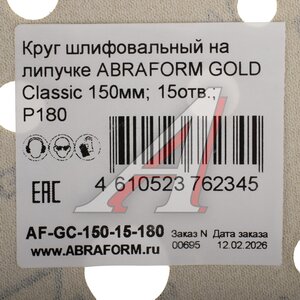 Круг шлифовальный на
липучке ABRAFORM GOLD
Classic 150мм; 15отв.;
P180
EAC
4 610523 762345
AF-GC-150-15-180 Заказ N Дата заказа
www.ABRAFORM.ru 00695 12.02.2026